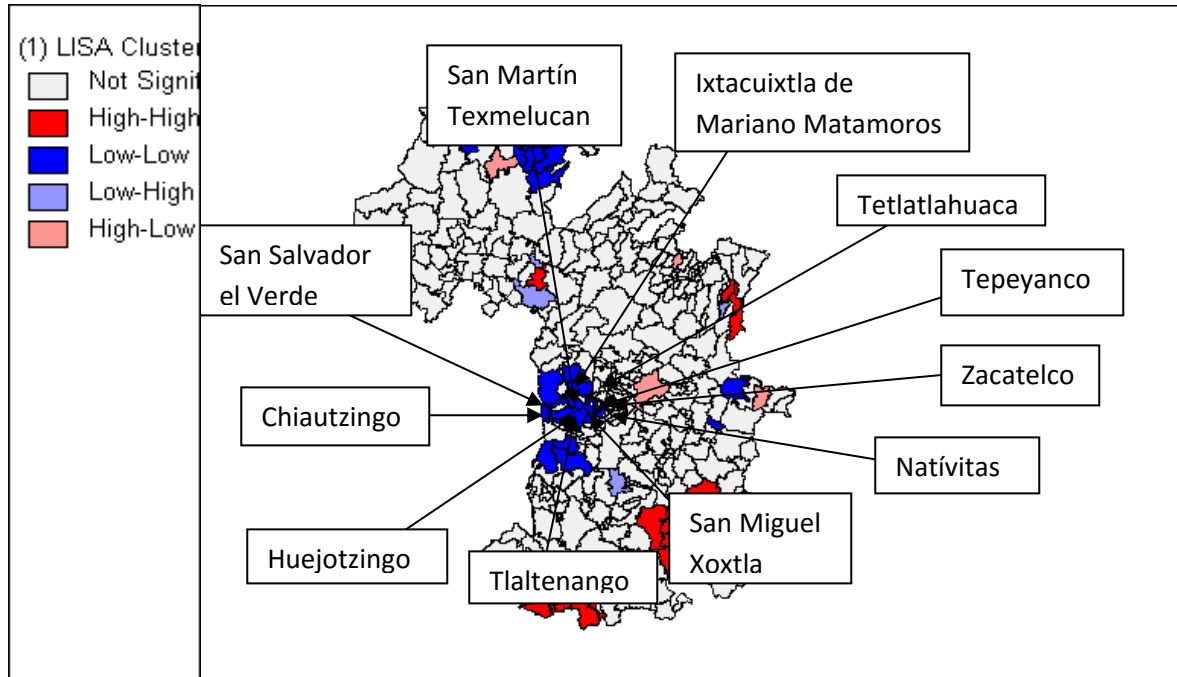 (1) LISA Cluster
Not Signif
High-High
Low-Low
Low-High
High-Low
San Martín
Texmelucan
Ixtacuixtla de
Mariano Matamoros
Tetlatlahuaca
San Salvador
el Verde
Tepeyanco
Zacatelco
Chiautzingo
Natívitas
San Miguel
Xoxtla
Huejotzingo
Tlaltenango